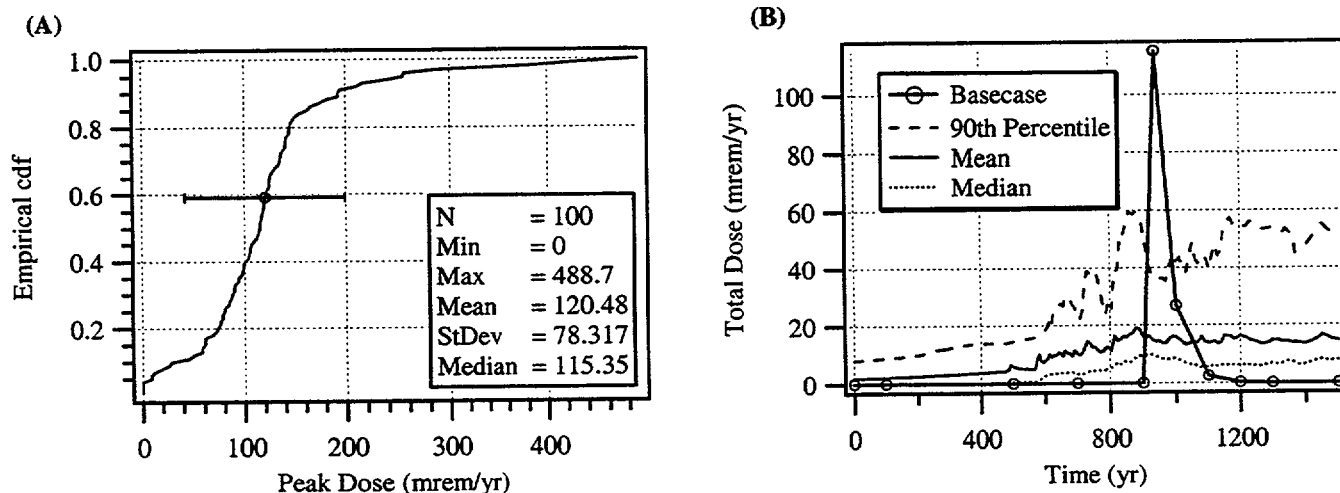 (A)
Empirical cdf
1.0
0.8
0.6
0.4
0.2
0
100
200
300
400
Peak Dose (mrem/yr)
N = 100
Min = 0
Max = 488.7
Mean = 120.48
StDev = 78.317
Median = 115.35
(B)
Total Dose (mrem/yr)
100
80
60
40
20
0
0
400
800
1200
Time (yr)
Basecase
90th Percentile
Mean
Median